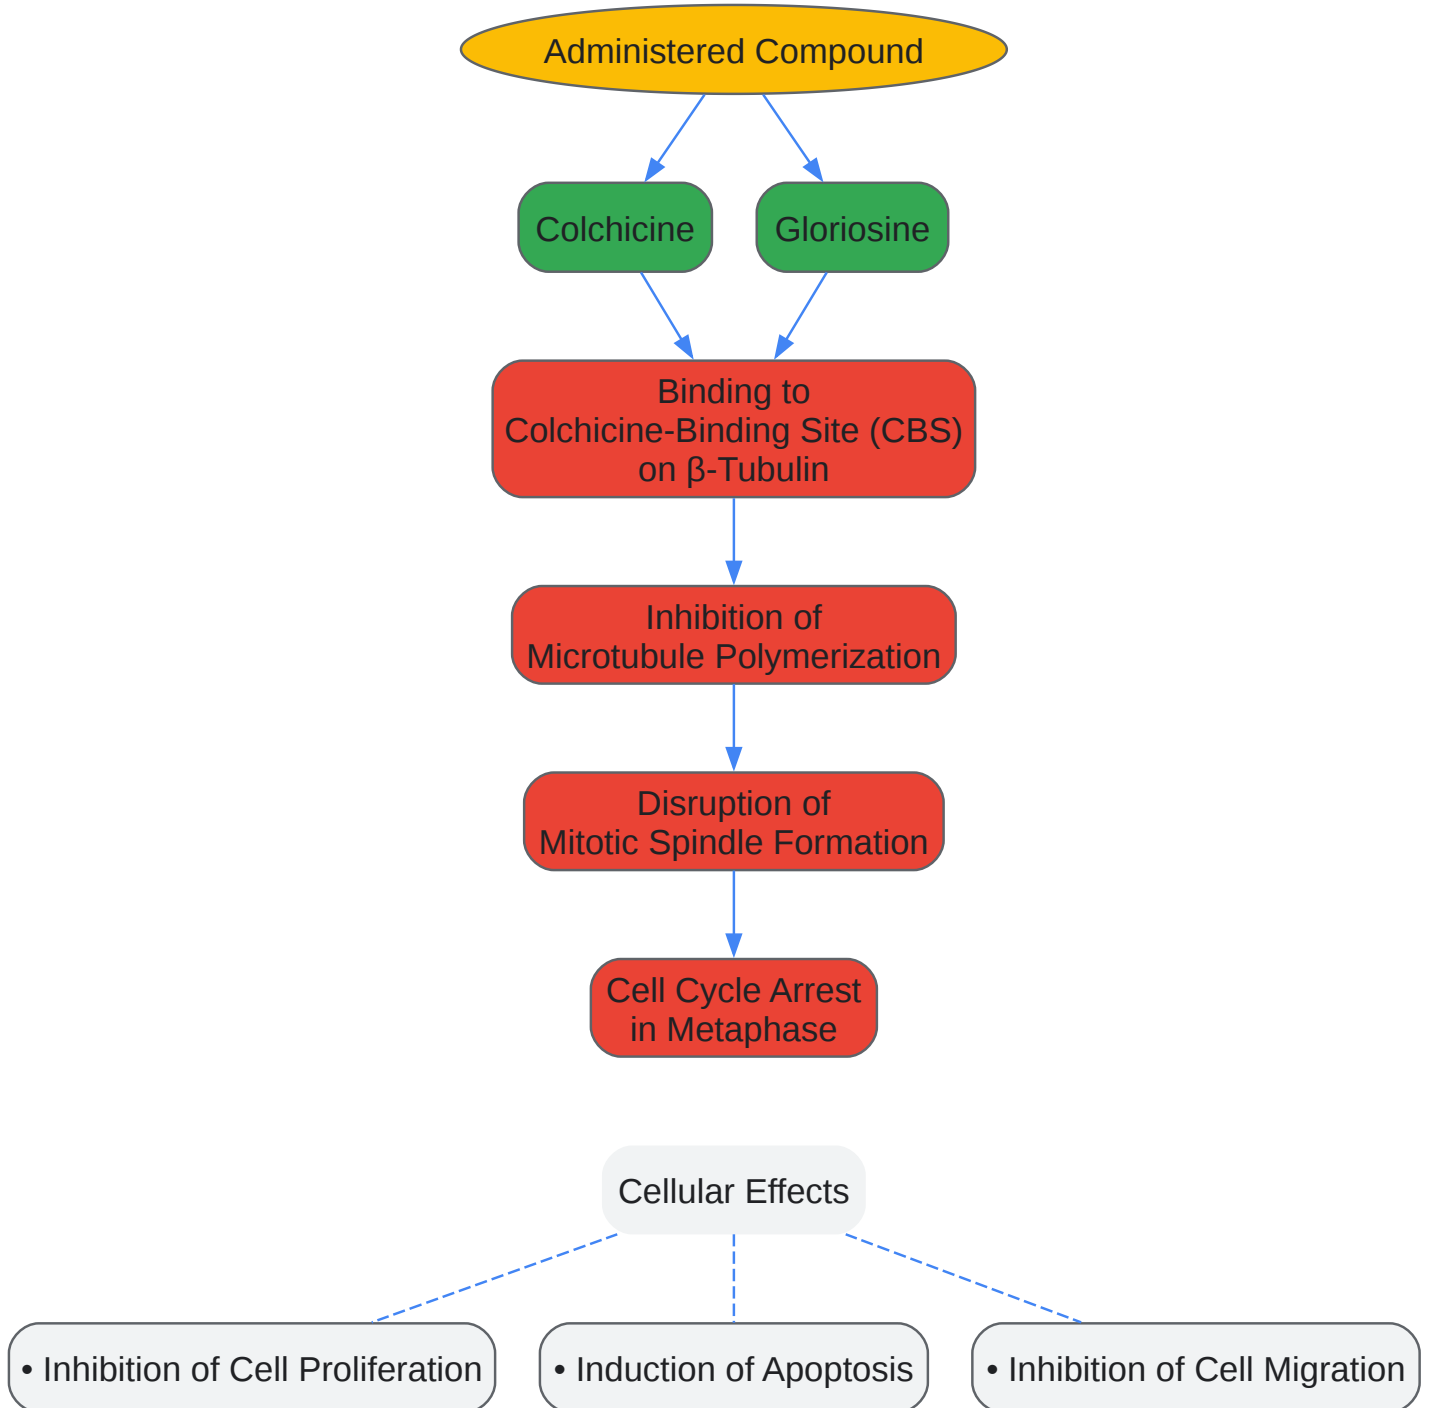 Administered Compound
Colchicine
Gloriosine
Binding to
Colchicine-Binding Site (CBS)
on β-Tubulin
Inhibition of
Microtubule Polymerization
Disruption of
Mitotic Spindle Formation
Cell Cycle Arrest
in Metaphase
Cellular Effects
• Inhibition of Cell Proliferation
• Induction of Apoptosis
• Inhibition of Cell Migration